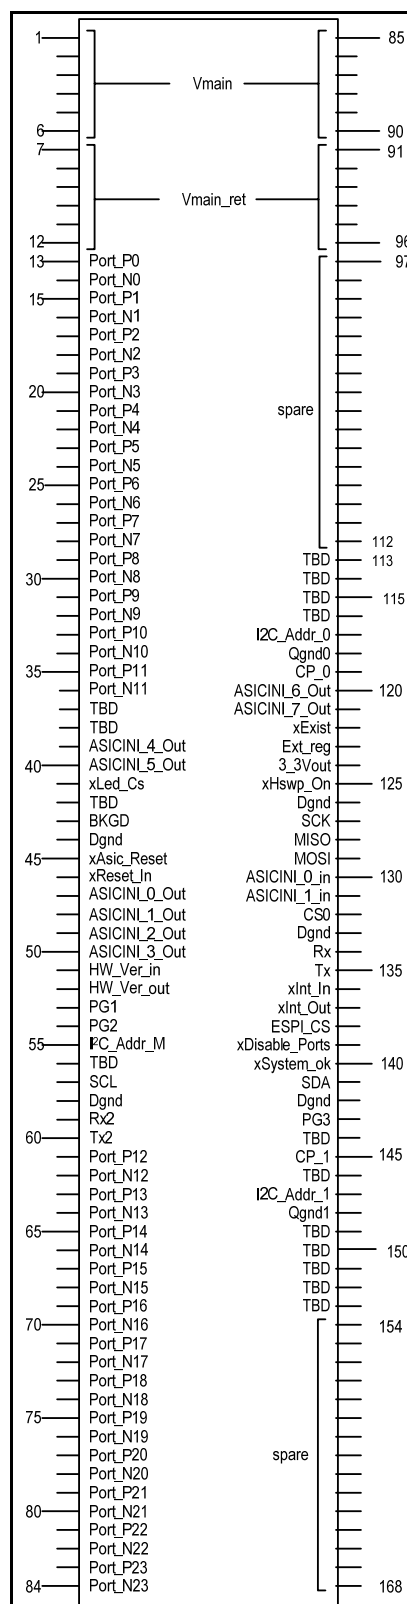 1 85
Vmain
6 90
7 91
Vmain_ret
12 96
13 Port_P0 97
Port_N0
15 Port_P1
Port_N1
Port_P2
Port_N2
Port_P3
20 Port_N3
Port_P4 spare
Port_N4
Port_P5
Port_N5
25 Port_P6
Port_N6
Port_P7
Port_N7 112
Port_P8 TBD 113
30 Port_N8 TBD
Port_P9 TBD 115
Port_N9 TBD
Port_P10 I2C_Addr_0
Port_N10 Qgnd0
35 Port_P11 CP_0
Port_N11 ASICINI_6_Out 120
TBD ASICINI_7_Out
TBD xExist
ASICINI_4_Out Ext_reg
40 ASICINI_5_Out 3_3Vout
xLed_Cs xHswp_On 125
TBD Dgnd
BKGD SCK
Dgnd MISO
45 xAsic_Reset MOSI
xReset_In ASICINI_0_in 130
ASICINI_0_Out ASICINI_1_in
ASICINI_1_Out CS0
ASICINI_2_Out Dgnd
50 ASICINI_3_Out Rx
HW_Ver_in Tx 135
HW_Ver_out xInt_In
PG1 xInt_Out
PG2 ESPI_CS
55 I²C_Addr_M xDisable_Ports
TBD xSystem_ok 140
SCL SDA
Dgnd Dgnd
Rx2 PG3
60 Tx2 TBD
Port_P12 CP_1 145
Port_N12 TBD
Port_P13 I2C_Addr_1
Port_N13 Qgnd1
65 Port_P14 TBD
Port_N14 TBD 150
Port_P15 TBD
Port_N15 TBD
Port_P16 TBD
70 Port_N16 154
Port_P17
Port_N17
Port_P18
Port_N18
75 Port_P19
Port_N19
Port_P20 spare
Port_N20
Port_P21
80 Port_N21
Port_P22
Port_N22
Port_P23
84 Port_N23 168